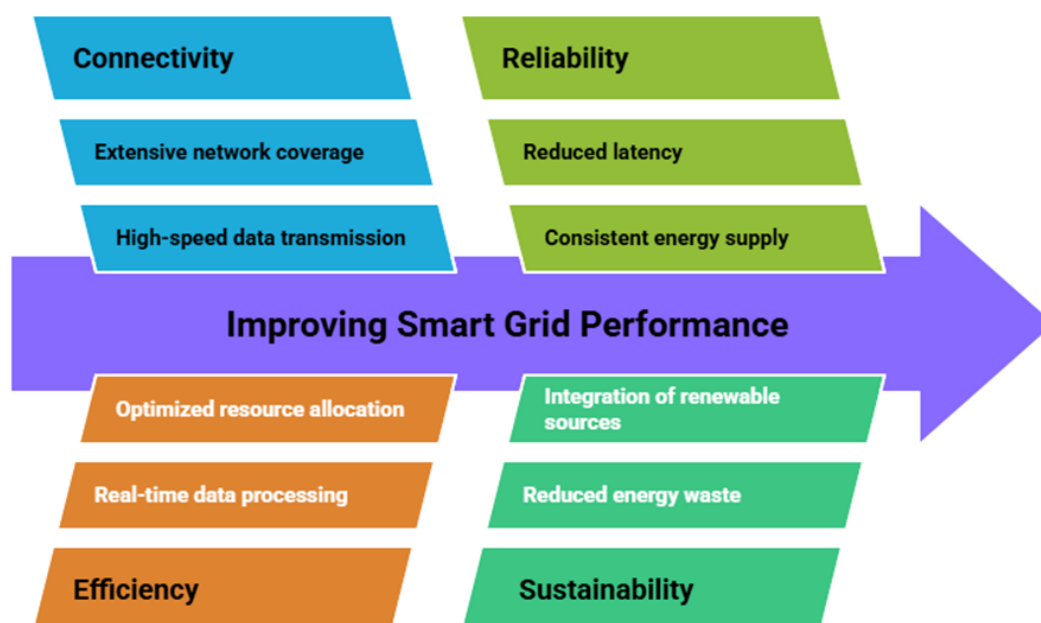 Connectivity
Extensive network coverage
High-speed data transmission
Reliability
Reduced latency
Consistent energy supply
Improving Smart Grid Performance
Optimized resource allocation
Real-time data processing
Efficiency
Integration of renewable
sources
Reduced energy waste
Sustainability